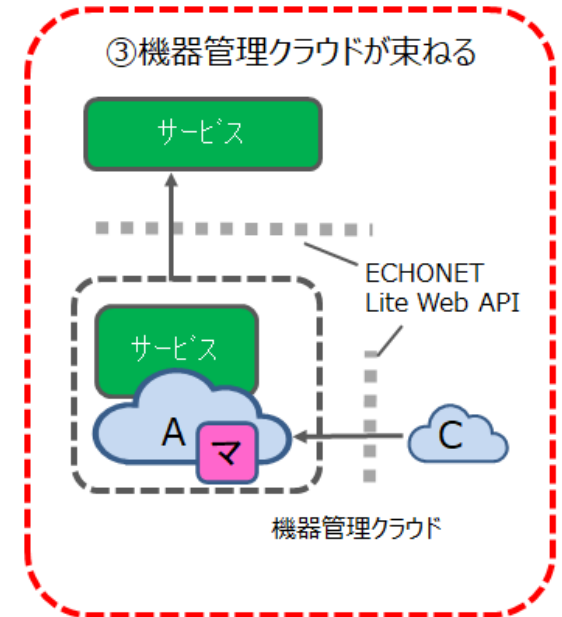 ③機器管理クラウドが束ねる
サービス
ECHONET
Lite Web API
サービス
A
マ
C
機器管理クラウド